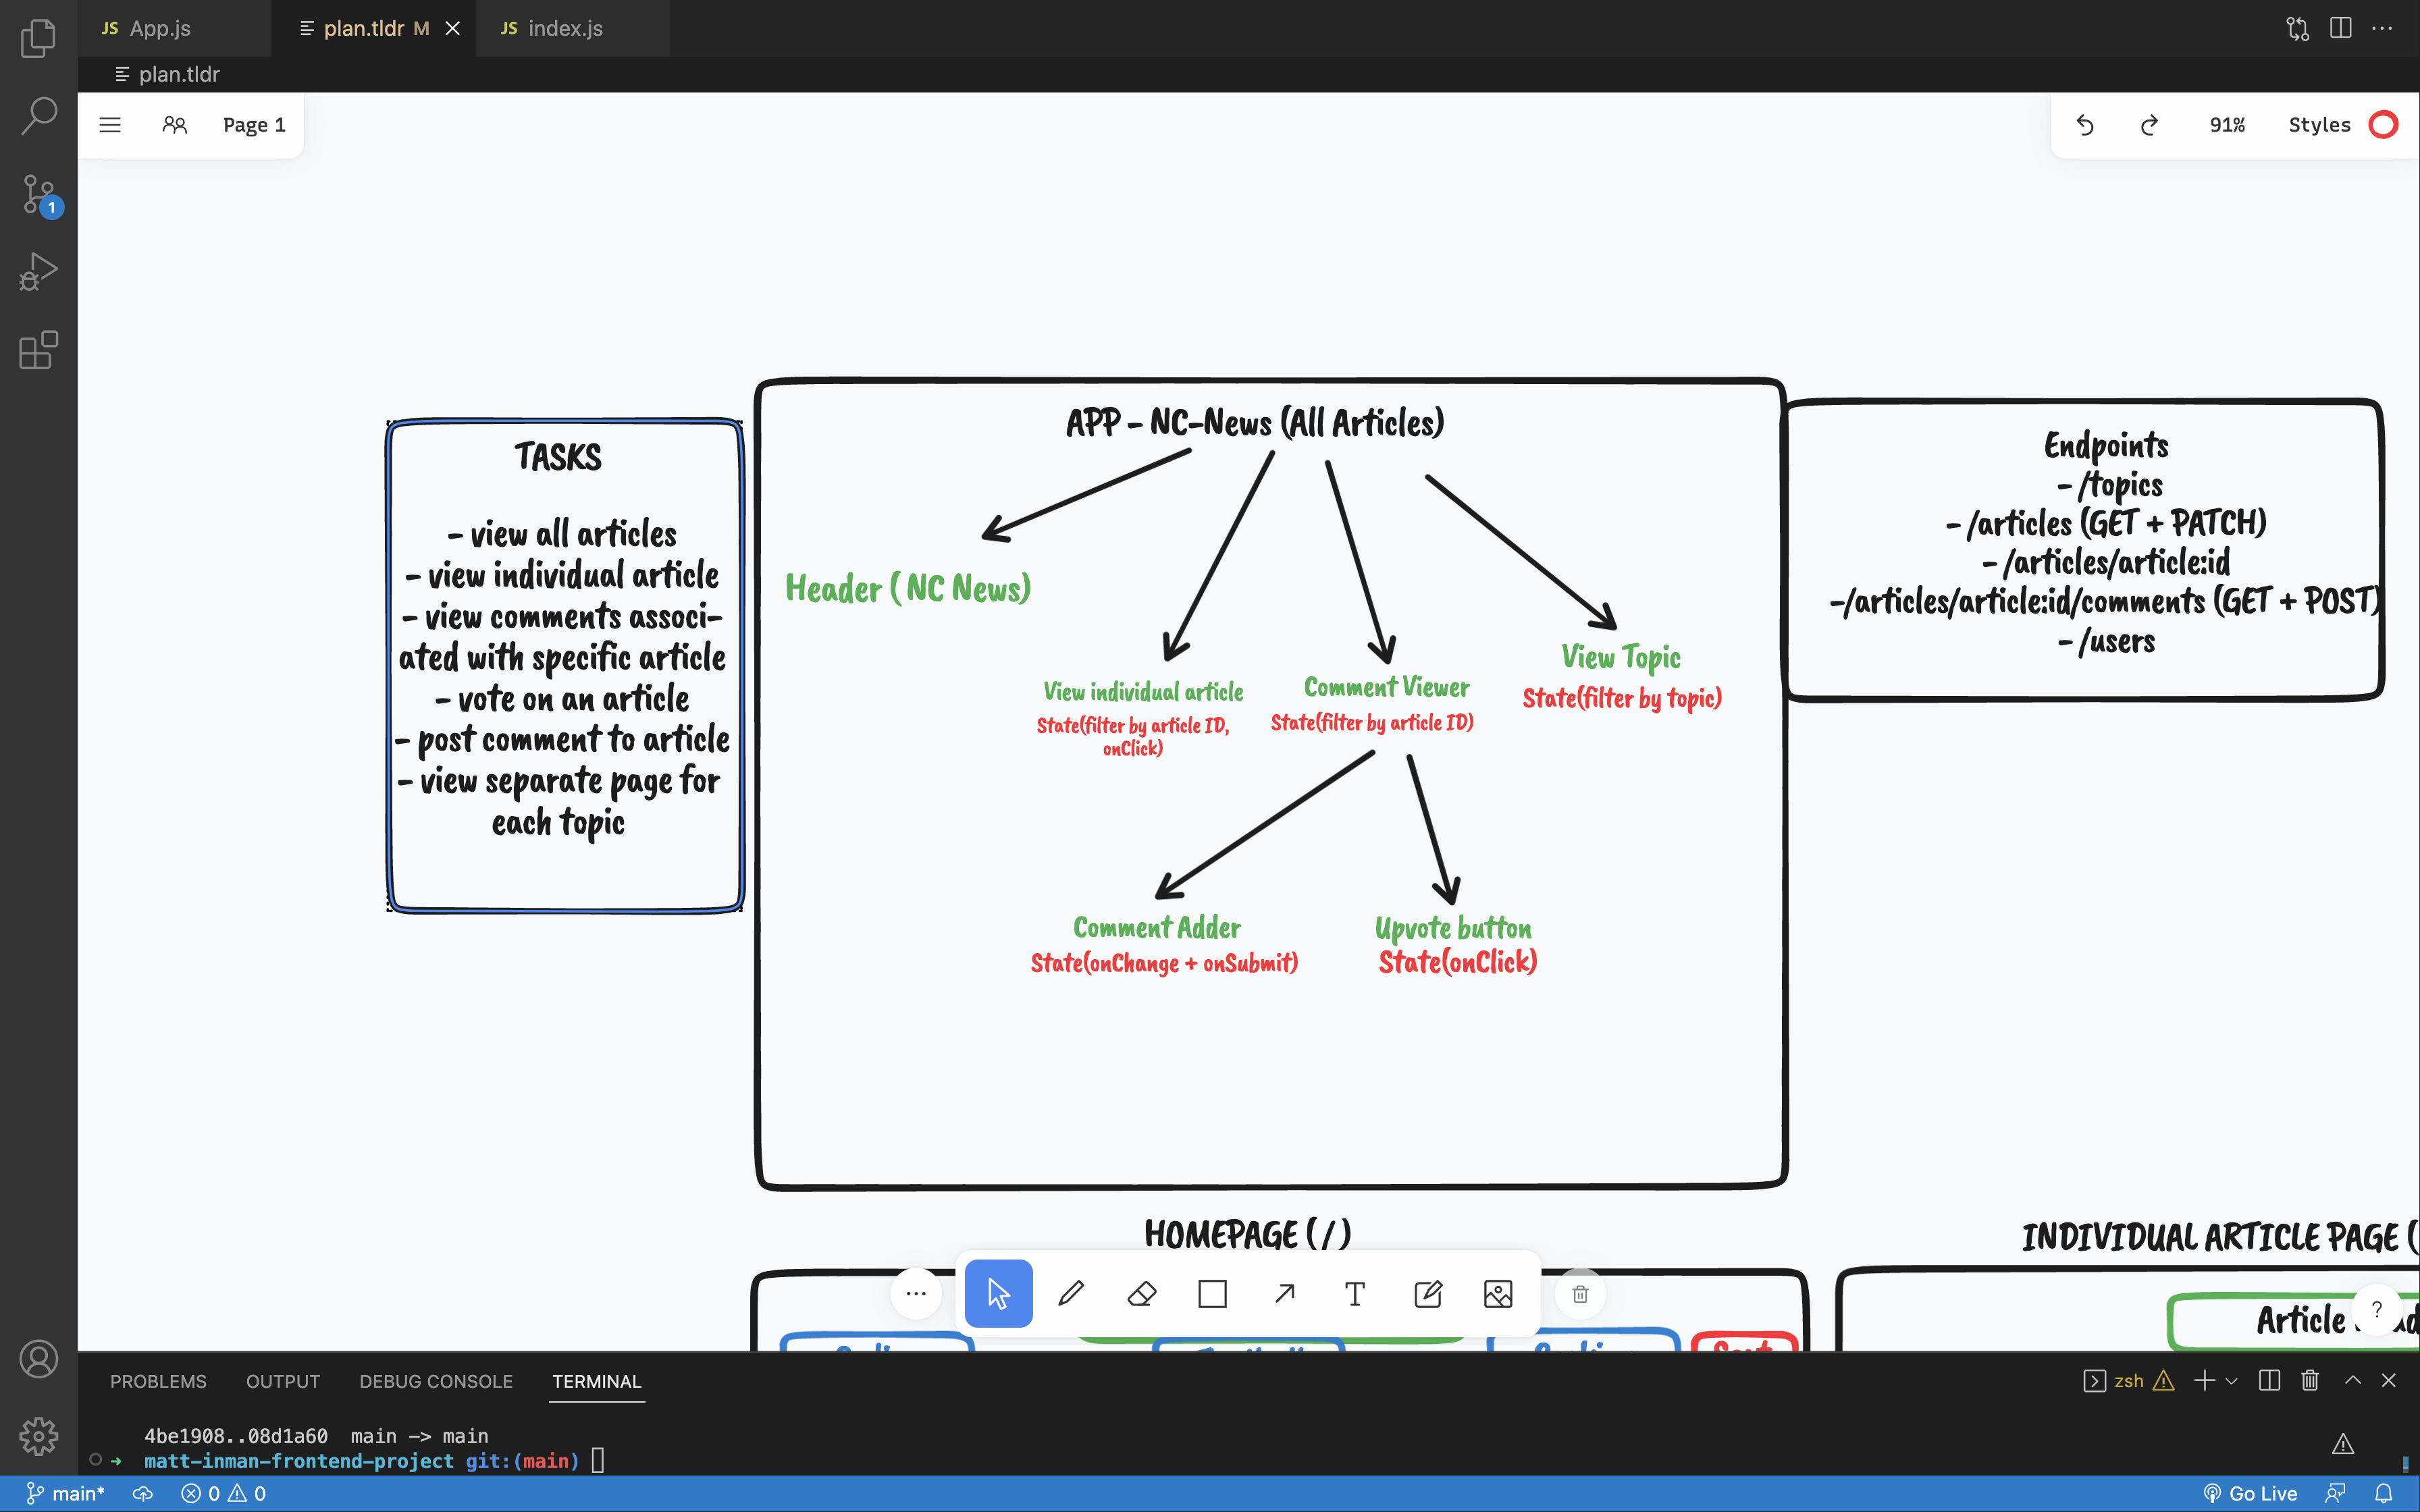 JS App.js
plan.tldr M
JS index.js
plan.tldr
Page 1
91%
Styles
1
TASKS
- view all articles
- view individual article
- view comments associ-
ated with specific article
- vote on an article
- post comment to article
- view separate page for
each topic
APP - NC-News (All Articles)
Header ( NC News)
View individual article
State(filter by article ID,
onClick)
Comment Viewer
State(filter by article ID)
View Topic
State(filter by topic)
Comment Adder
State(onChange + onSubmit)
Upvote button
State(onClick)
Endpoints
- /topics
- /articles (GET + PATCH)
- /articles/article:id
-/articles/article:id/comments (GET + POST)
- /users
HOMEPAGE ( / )
INDIVIDUAL ARTICLE PAGE (
Article
?
PROBLEMS OUTPUT DEBUG CONSOLE TERMINAL
zsh
4be1908..08d1a60 main -> main
matt-inman-frontend-project git:(main)
main* 0 0
Go Live